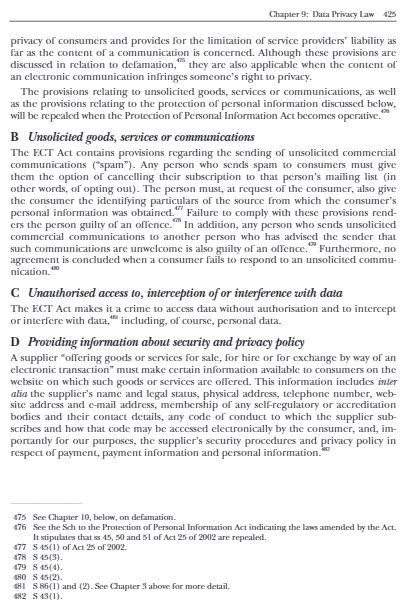 Chapter 9: Data Privacy Law 425
privacy of consumers and provides for the limitation of service providers' liability as
far as the content of a communication is concerned. Although these provisions are
discussed in relation to defamation,475 they are also applicable when the content of
an electronic communication infringes someone's right to privacy.
The provisions relating to unsolicited goods, services or communications, as well
as the provisions relating to the protection of personal information discussed below,
will be repealed when the Protection of Personal Information Act becomes operative.476
B Unsolicited goods, services or communications
The ECT Act contains provisions regarding the sending of unsolicited commercial
communications ("spam"). Any person who sends spam to consumers must give
them the option of cancelling their subscription to that person's mailing list (in
other words, of opting out). The person must, at request of the consumer, also give
the consumer the identifying particulars of the source from which the consumer's
personal information was obtained.477 Failure to comply with these provisions rend-
ers the person guilty of an offence.478 In addition, any person who sends unsolicited
commercial communications to another person who has advised the sender that
such communications are unwelcome is also guilty of an offence.479 Furthermore, no
agreement is concluded when a consumer fails to respond to an unsolicited commu-
nication.480
C Unauthorised access to, interception of or interference with data
The ECT Act makes it a crime to access data without authorisation and to intercept
or interfere with data,481 including, of course, personal data.
D Providing information about security and privacy policy
A supplier "offering goods or services for sale, for hire or for exchange by way of an
electronic transaction" must make certain information available to consumers on the
website on which such goods or services are offered. This information includes inter
alia the supplier's name and legal status, physical address, telephone number, web-
site address and e-mail address, membership of any self-regulatory or accreditation
bodies and their contact details, any code of conduct to which the supplier sub-
scribes and how that code may be accessed electronically by the consumer, and, im-
portantly for our purposes, the supplier's security procedures and privacy policy in
respect of payment, payment information and personal information.482
475 See Chapter 10, below, on defamation.
476 See the Sch to the Protection of Personal Information Act indicating the laws amended by the Act.
It stipulates that ss 45, 50 and 51 of Act 25 of 2002 are repealed.
477 S 45(1) of Act 25 of 2002.
478 S 45(3).
479 S 45(4).
480 S 45(2).
481 S 86(1) and (2). See Chapter 3 above for more detail.
482 S 43(1).